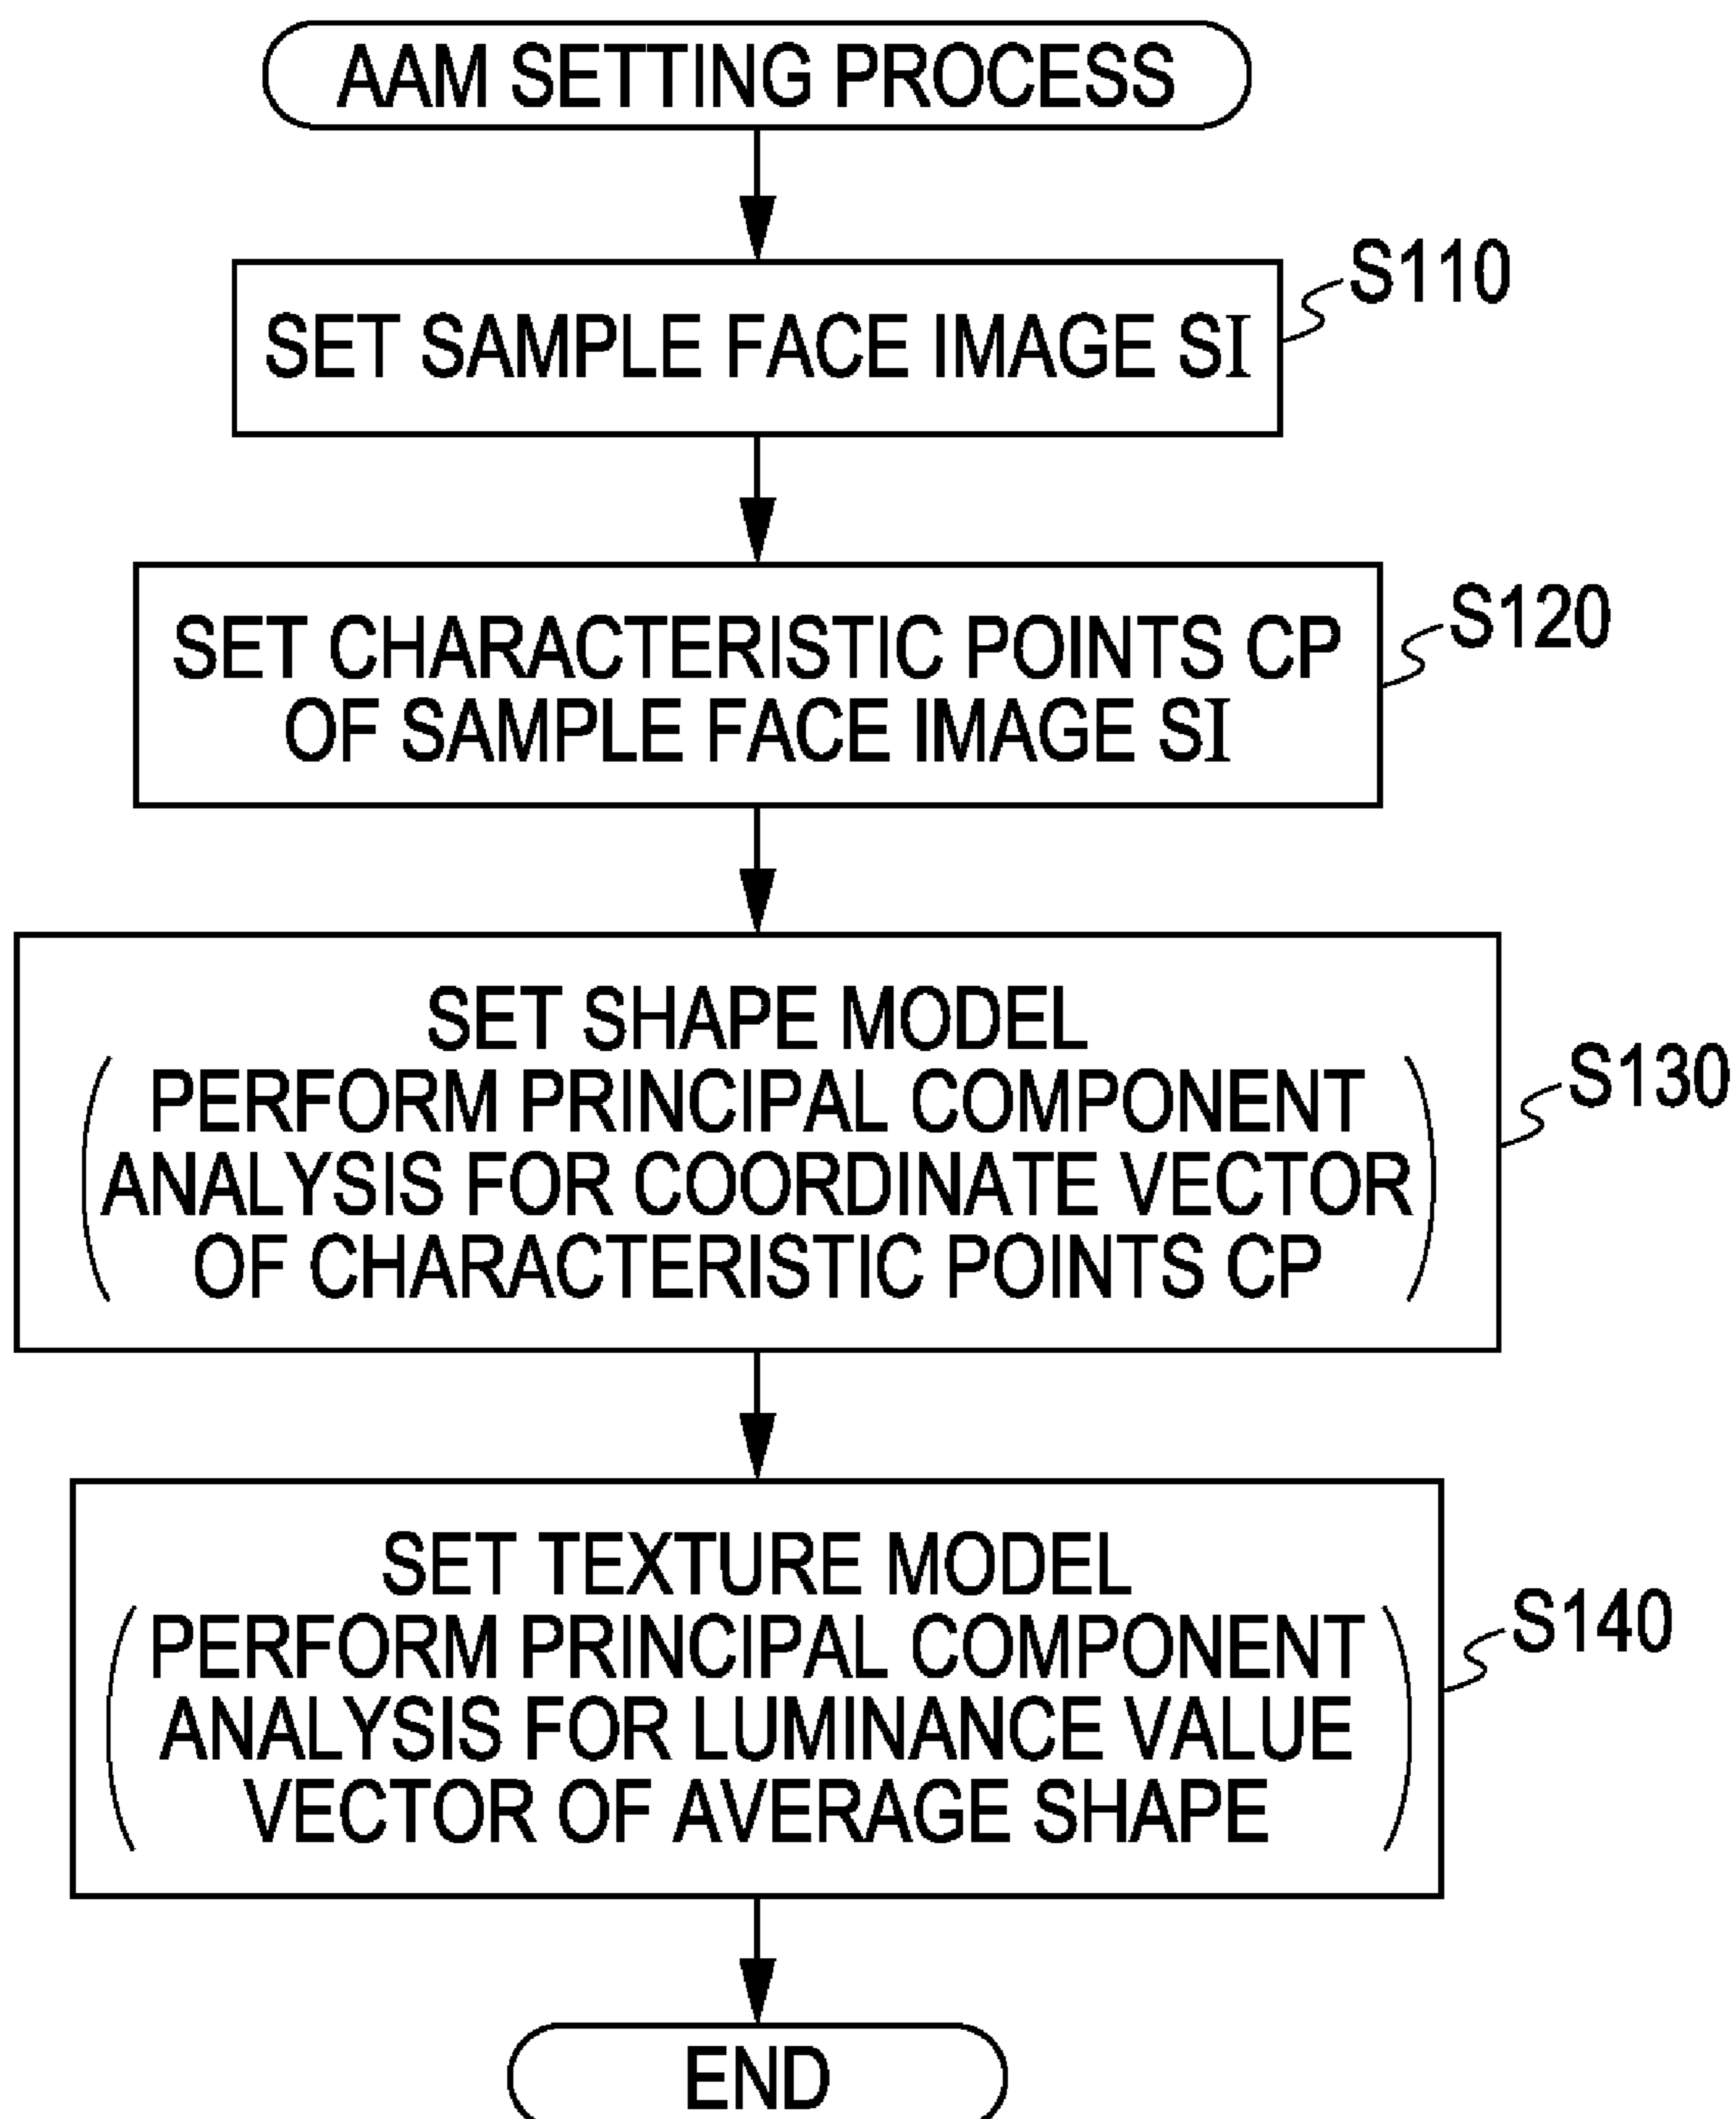 AAM SETTING PROCESS
S110
SET SAMPLE FACE IMAGE SI
S120
SET CHARACTERISTIC POINTS CP
OF SAMPLE FACE IMAGE SI
SET SHAPE MODEL
S130
PERFORM PRINCIPAL COMPONENT
ANALYSIS FOR COORDINATE VECTOR
OF CHARACTERISTIC POINTS CP
SET TEXTURE MODEL
S140
PERFORM PRINCIPAL COMPONENT
ANALYSIS FOR LUMINANCE VALUE
VECTOR OF AVERAGE SHAPE
END